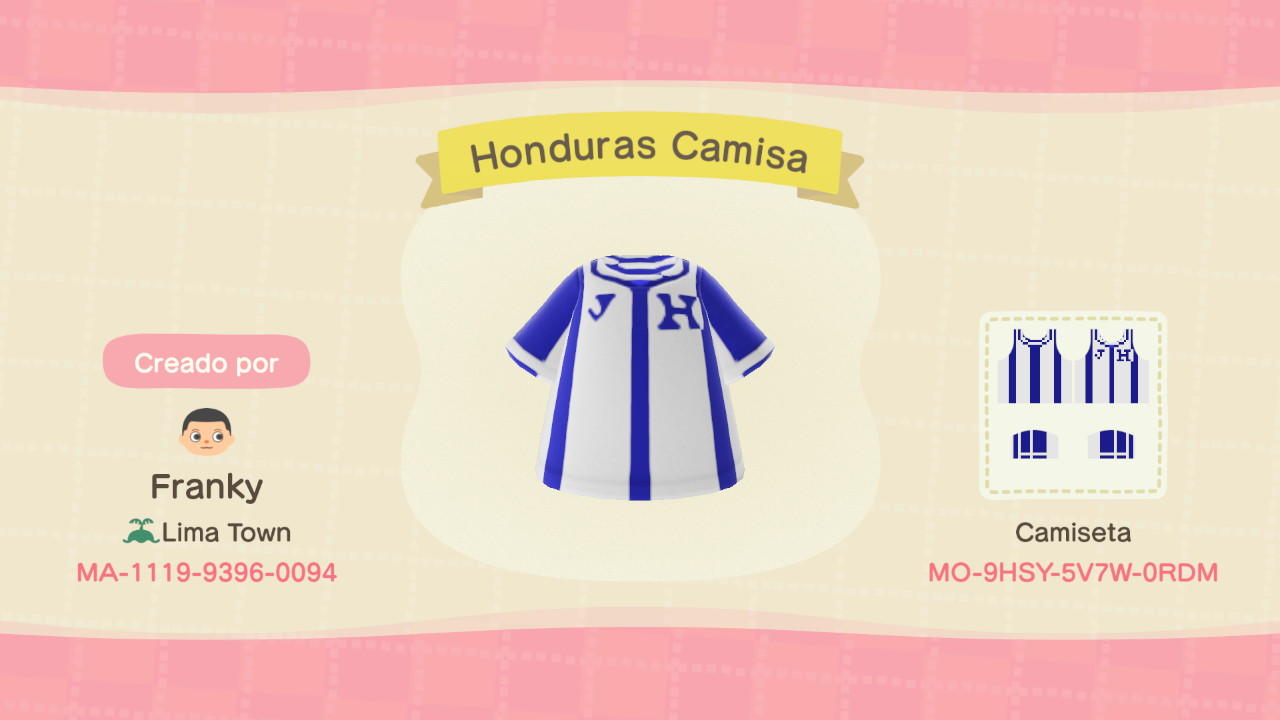 Honduras Camisa
J H
Creado por
Franky
Lima Town
MA-1119-9396-0094
J H
Camiseta
MO-9HSY-5V7W-0RDM